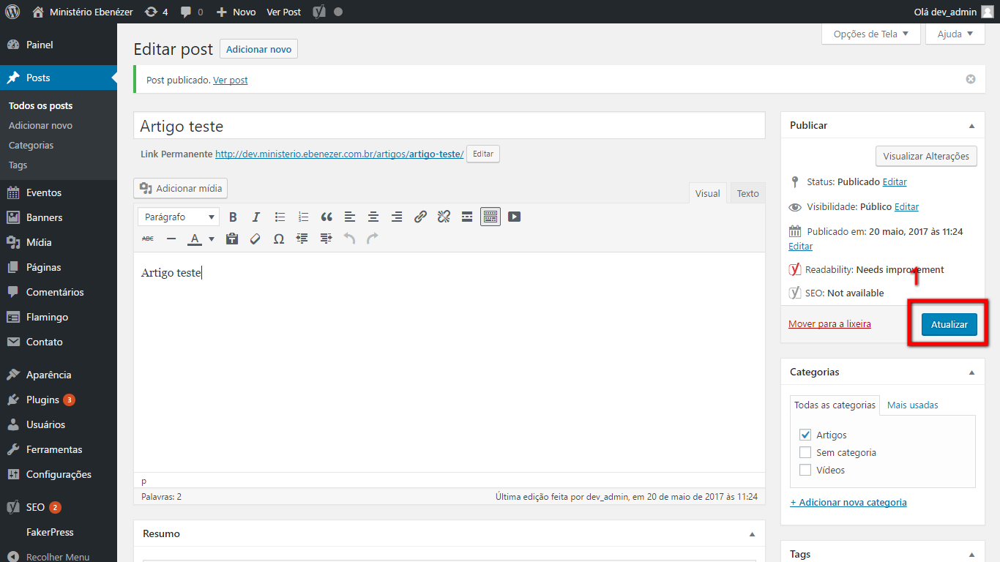 Ministério Ebenézer 4 0 Novo Ver Post Olá dev_admin
Opções de Tela Ajuda
Painel
Posts
Todos os posts
Adicionar novo
Categorias
Tags
Eventos
Banners
Mídia
Páginas
Comentários
Flamingo
Contato
Aparência
Plugins 3
Usuários
Ferramentas
Configurações
SEO 2
FakerPress
Recolher Menu
Editar post Adicionar novo
Post publicado. Ver post
Artigo teste
Link Permanente http://dev.ministerio.ebenezer.com.br/artigos/artigo-teste/ Editar
Adicionar mídia
Visual Texto
Parágrafo B I
ABC A Ω
Artigo teste
p
Palavras: 2 Última edição feita por dev_admin, em 20 de maio de 2017 às 11:24
Resumo
Publicar
Visualizar Alterações
Status: Publicado Editar
Visibilidade: Público Editar
Publicado em: 20 maio, 2017 às 11:24
Editar
Readability: Needs improvement
1
SEO: Not available
Mover para a lixeira Atualizar
Categorias
Todas as categorias Mais usadas
Artigos
Sem categoria
Vídeos
+ Adicionar nova categoria
Tags